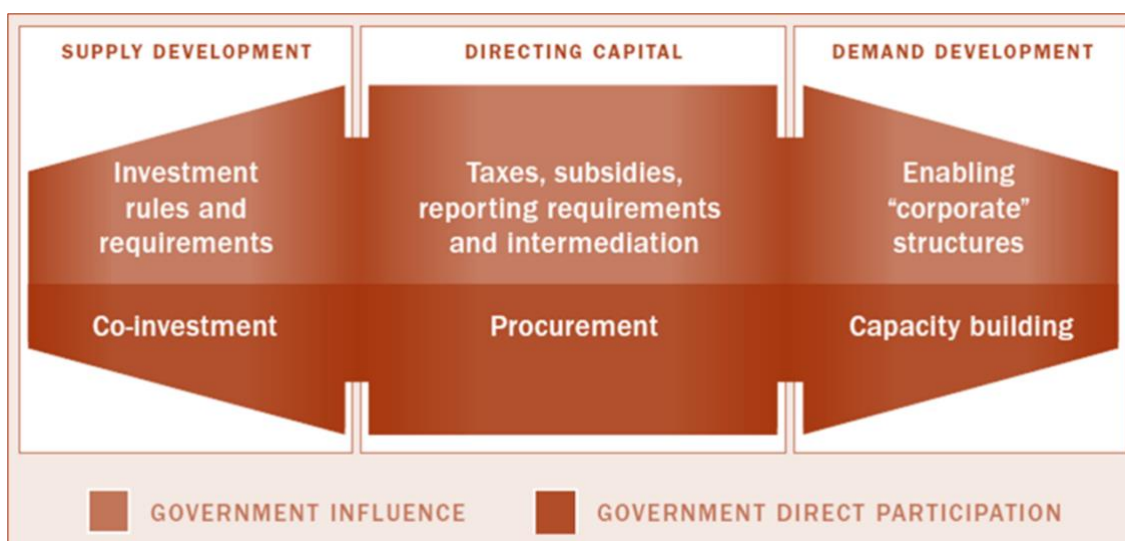 SUPPLY DEVELOPMENT
DIRECTING CAPITAL
DEMAND DEVELOPMENT
Investment
rules and
requirements
Taxes, subsidies,
reporting requirements
and intermediation
Enabling
“corporate”
structures
Co-investment
Procurement
Capacity building
GOVERNMENT INFLUENCE
GOVERNMENT DIRECT PARTICIPATION